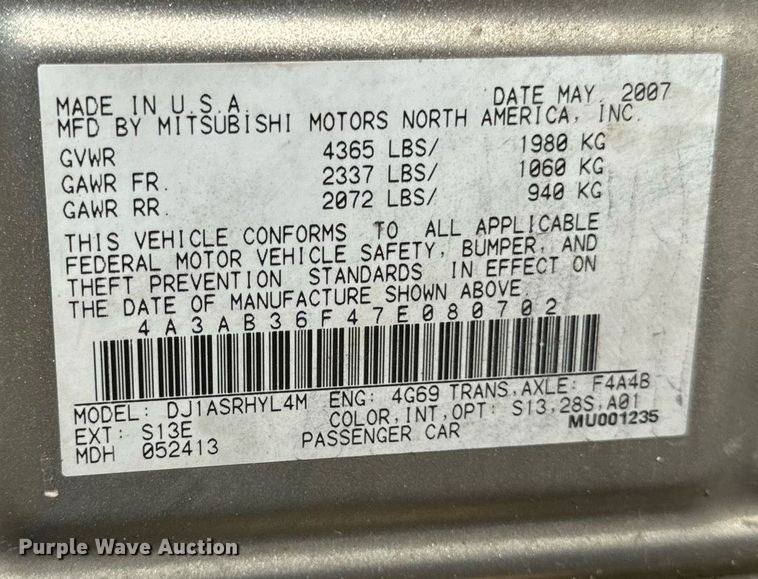 MADE IN U.S.A. DATE MAY. 2007
MFD BY MITSUBISHI MOTORS NORTH AMERICA, INC.
GVWR 4365 LBS/ 1980 KG
GAWR FR. 2337 LBS/ 1060 KG
GAWR RR. 2072 LBS/ 940 KG
THIS VEHICLE CONFORMS TO ALL APPLICABLE
FEDERAL MOTOR VEHICLE SAFETY, BUMPER, AND
THEFT PREVENTION STANDARDS IN EFFECT ON
THE DATE OF MANUFACTURE SHOWN ABOVE.
4A3AB36F47E080702
MODEL: DJ1ASRHYL4M ENG: 4G69 TRANS,AXLE: F4A4B
EXT: S13E COLOR,INT,OPT: S13,28S,A01
MDH 052413 PASSENGER CAR MU001235
Purple Wave Auction